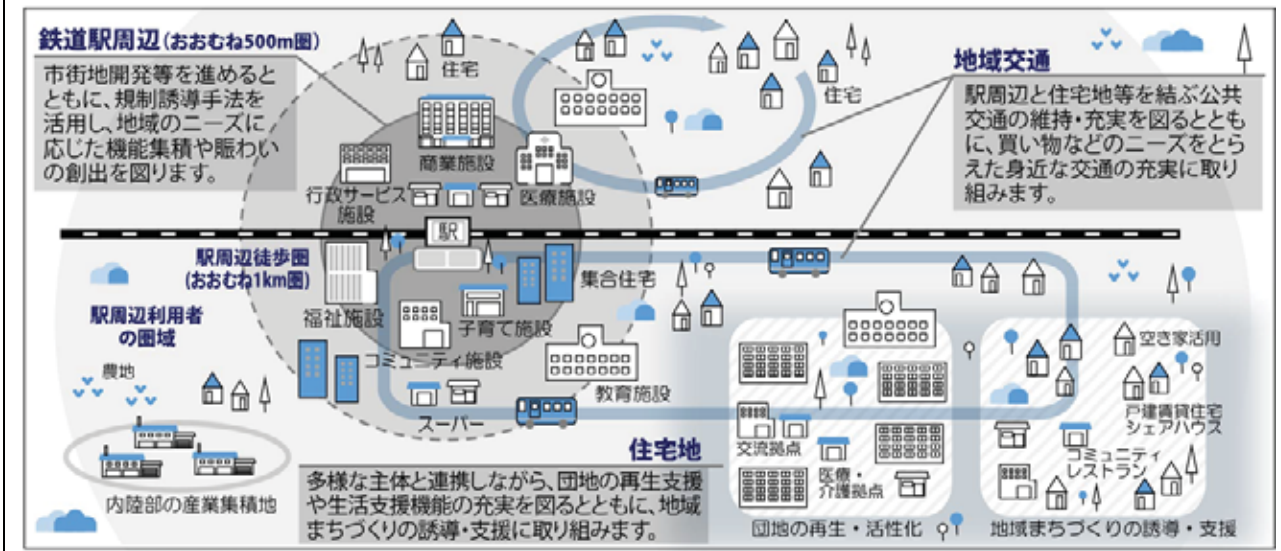 鉄道駅周辺(おおむね500m圏)
市街地開発等を進めると
ともに、規制誘導手法を
活用し、地域のニーズに
応じた機能集積や賑わい
の創出を図ります。
住宅
商業施設
行政サービス
施設
医療施設
駅
住宅
地域交通
駅周辺と住宅地等を結ぶ公共
交通の維持・充実を図るととも
に、買い物などのニーズをとら
えた身近な交通の充実に取り
組みます。
駅周辺徒歩圏
(おおむね1km圏)
駅周辺利用者
の圏域
農地
福祉施設
コミュニティ施設
子育て施設
集合住宅
スーパー
教育施設
内陸部の産業集積地
住宅地
多様な主体と連携しながら、団地の再生支援
や生活支援機能の充実を図るとともに、地域
まちづくりの誘導・支援に取り組みます。
交流拠点
医療・
介護拠点
団地の再生・活性化
空き家活用
戸建賃貸住宅
シェアハウス
コミュニティ
レストラン
地域まちづくりの誘導・支援